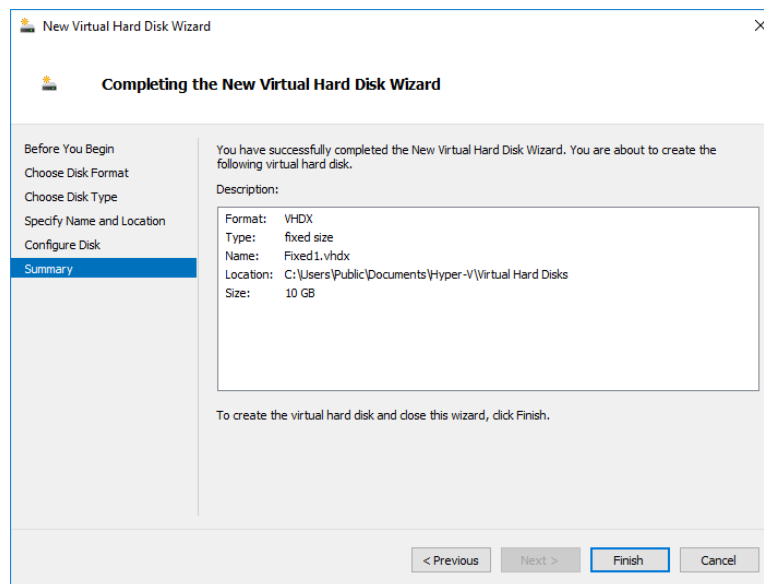 New Virtual Hard Disk Wizard
Completing the New Virtual Hard Disk Wizard
Before You Begin
Choose Disk Format
Choose Disk Type
Specify Name and Location
Configure Disk
Summary
You have successfully completed the New Virtual Hard Disk Wizard. You are about to create the
following virtual hard disk.
Description:
Format: VHDX
Type: fixed size
Name: Fixed1.vhdx
Location: C:\Users\Public\Documents\Hyper-V\Virtual Hard Disks
Size: 10 GB
To create the virtual hard disk and close this wizard, click Finish.
< Previous Next > Finish Cancel